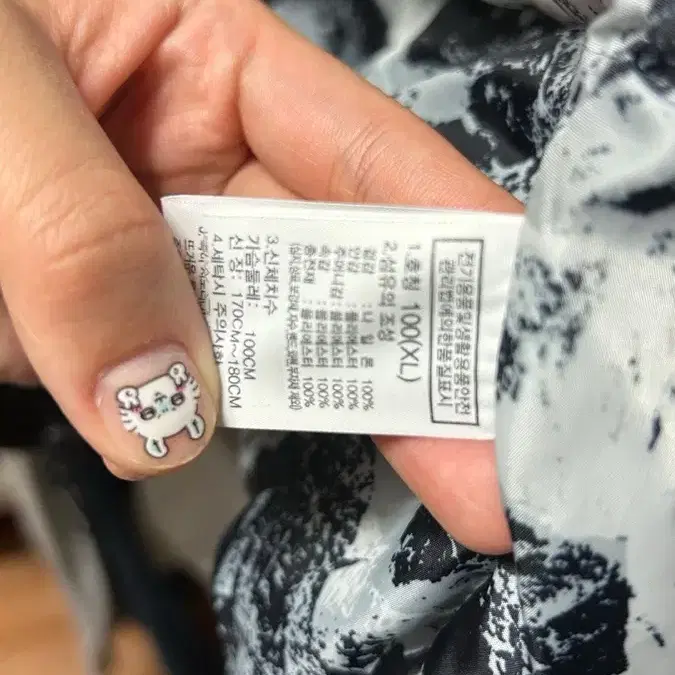 전기용품및생활용품안전
관리법에의한품질표시
1.호칭 100(XL)
2.섬유의 조성
겉감 : 나 일 론 100%
안감 : 폴리에스터 100%
주머니감 : 폴리에스터 100%
속감 : 폴리에스터 100%
충전재 : 폴리에스터 100%
3.신체치수
가슴둘레: 100CM
신 장: 170CM~180CM
4.세탁시 주의사항